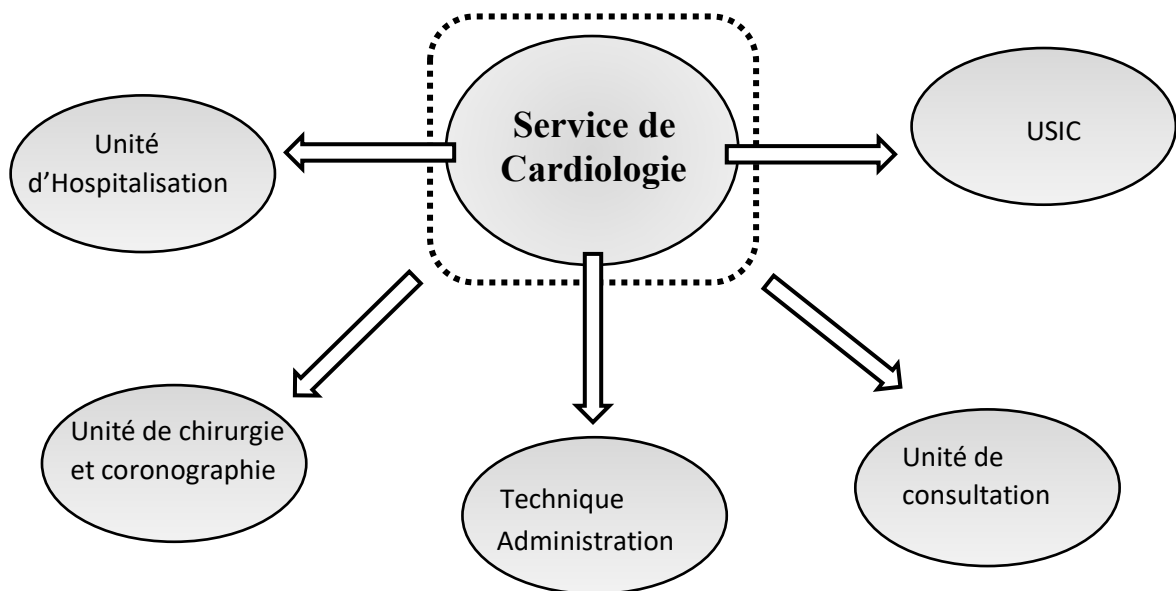 Service de
Cardiologie
USIC
Unité
d’Hospitalisation
Unité de chirurgie
et coronographie
Technique
Administration
Unité de
consultation